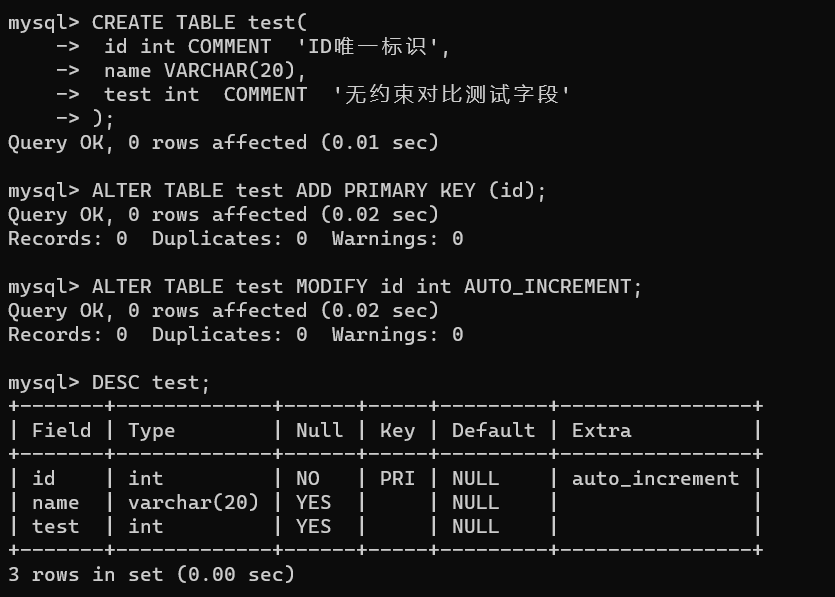 mysql> CREATE TABLE test(
    ->  id int COMMENT  'ID唯一标识',
    ->  name VARCHAR(20),
    ->  test int  COMMENT  '无约束对比测试字段'
    -> );
Query OK, 0 rows affected (0.01 sec)

mysql> ALTER TABLE test ADD PRIMARY KEY (id);
Query OK, 0 rows affected (0.02 sec)
Records: 0  Duplicates: 0  Warnings: 0

mysql> ALTER TABLE test MODIFY id int AUTO_INCREMENT;
Query OK, 0 rows affected (0.02 sec)
Records: 0  Duplicates: 0  Warnings: 0

mysql> DESC test;
+-------+-------------+------+-----+---------+----------------+
| Field | Type        | Null | Key | Default | Extra          |
+-------+-------------+------+-----+---------+----------------+
| id    | int         | NO   | PRI | NULL    | auto_increment |
| name  | varchar(20) | YES  |     | NULL    |                |
| test  | int         | YES  |     | NULL    |                |
+-------+-------------+------+-----+---------+----------------+
3 rows in set (0.00 sec)